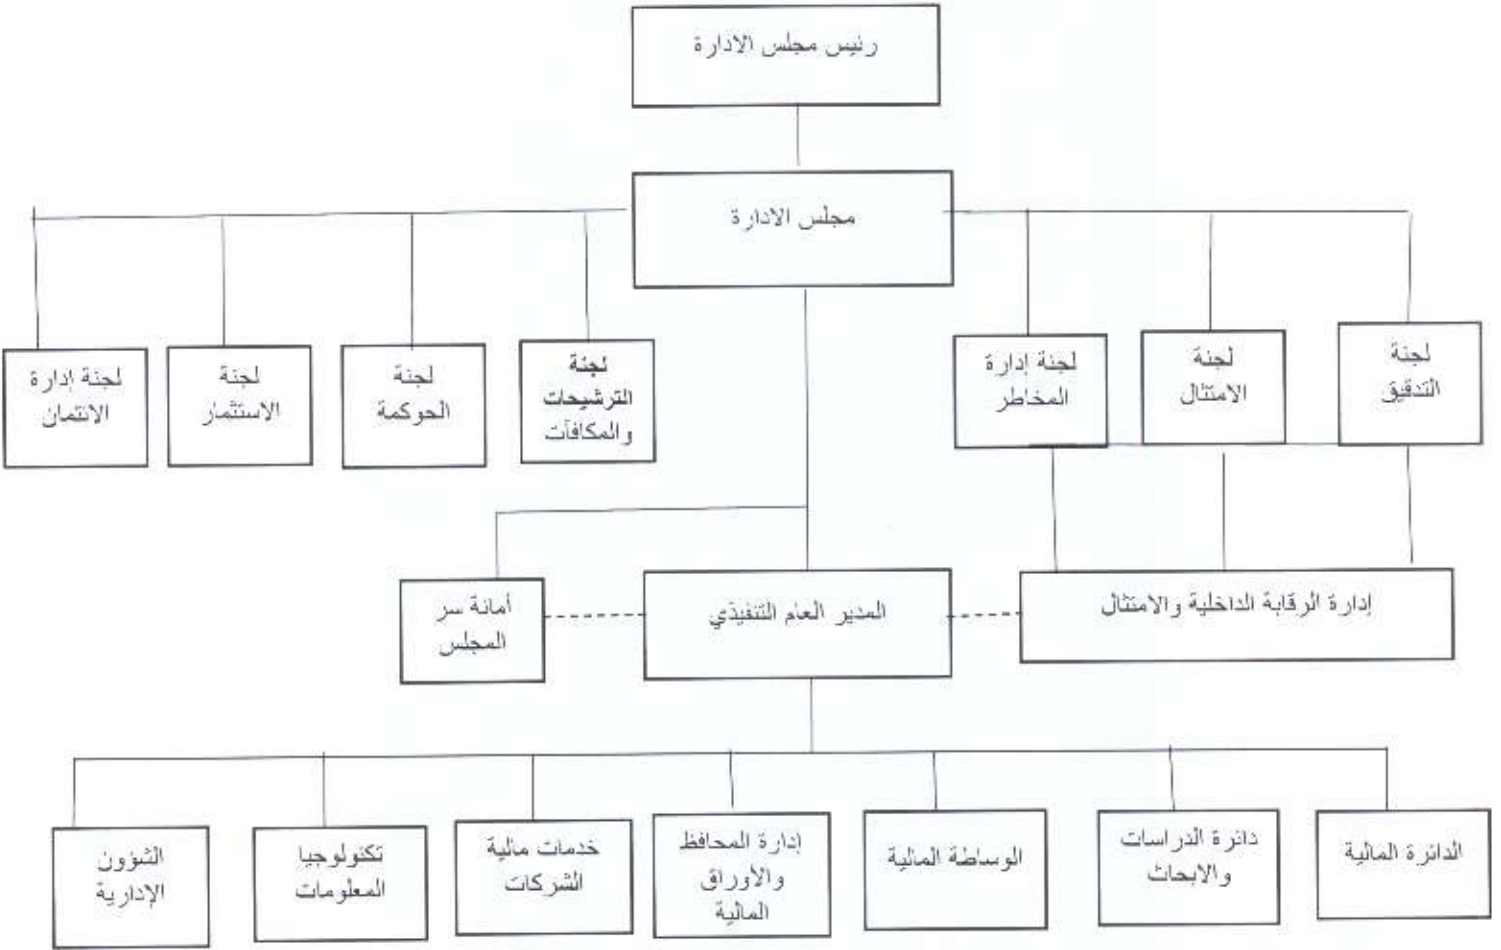 رئيس مجلس الادارة
مجلس الادارة
لجنة
التدقيق
لجنة
الامتثال
لجنة إدارة
المخاطر
لجنة
الترشيحات
والمكافآت
لجنة
الحوكمة
لجنة
الاستثمار
لجنة إدارة
الائتمان
إدارة الرقابة الداخلية والامتثال
المدير العام التنفيذي
أمانة سر
المجلس
الدائرة المالية
دائرة الدراسات
والابحاث
الوساطة المالية
إدارة المحافظ
والأوراق
المالية
خدمات مالية
الشركات
تكنولوجيا
المعلومات
الشؤون
الإدارية